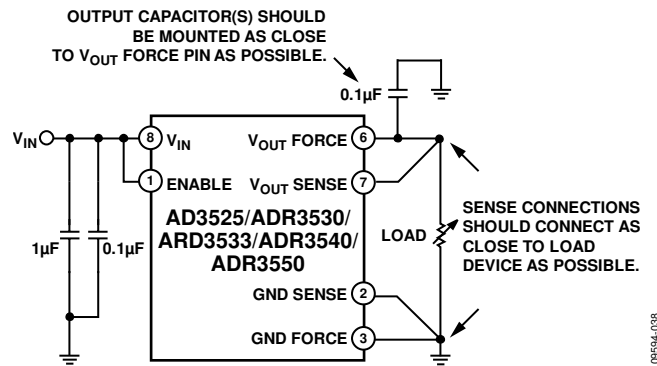 OUTPUT CAPACITOR(S) SHOULD
BE MOUNTED AS CLOSE
TO VOUT FORCE PIN AS POSSIBLE.
0.1µF
VIN
8
VIN
VOUT FORCE
6
1
ENABLE
VOUT SENSE
7
AD3525/ADR3530/
ARD3533/ADR3540/
ADR3550
1µF
0.1µF
LOAD
SENSE CONNECTIONS
SHOULD CONNECT AS
CLOSE TO LOAD
DEVICE AS POSSIBLE.
GND SENSE
2
GND FORCE
3
09594-038